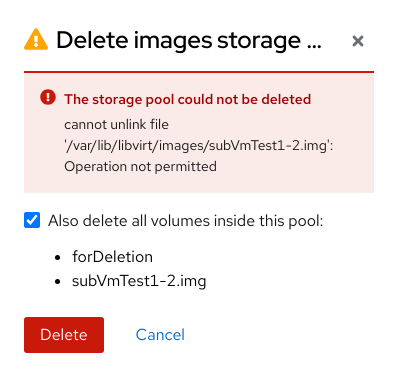 Delete images storage ...
The storage pool could not be deleted
cannot unlink file
'/var/lib/libvirt/images/subVmTest1-2.img':
Operation not permitted
Also delete all volumes inside this pool:
forDeletion
subVmTest1-2.img
Delete
Cancel